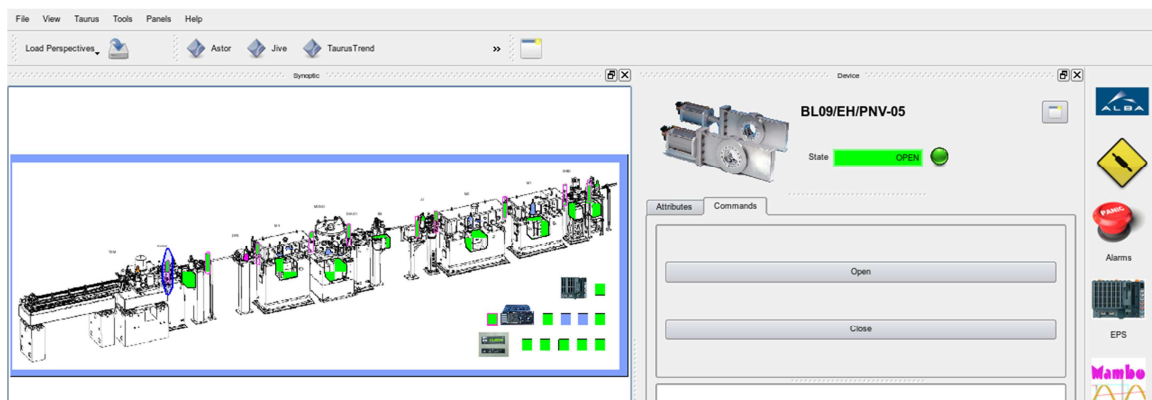 File View Taurus Tools Panels Help
Load Perspectives Astor Jive TaurusTrend »
Synoptic
Device
BL09/EH/PNV-05
ALBA
State OPEN
Attributes Commands
PANIC
Open
Alarms
Close
EPS
Mambo